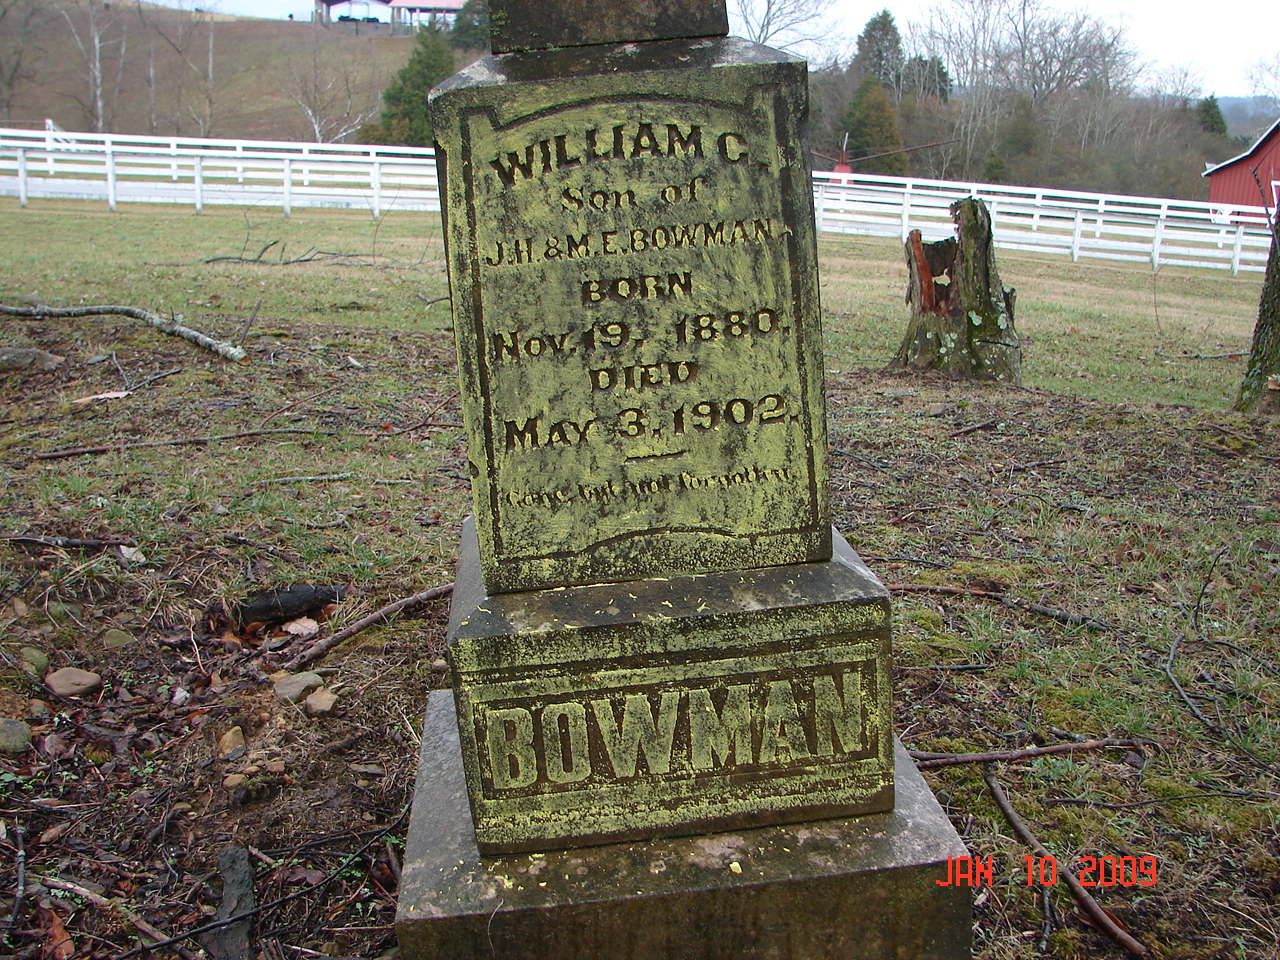 WILLIAM C.
Son of
J.H. & M.E. BOWMAN.
BORN
Nov. 19. 1880.
DIED
May 3. 1902.
Gone, but not forgotten.
BOWMAN
JAN 10 2009